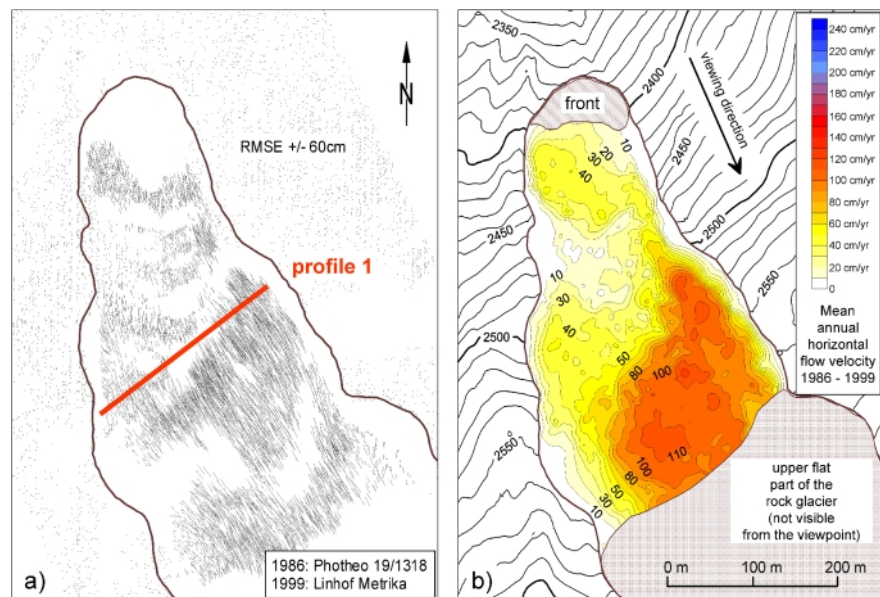 N
RMSE +/- 60cm
profile 1
a)
1986: Photheo 19/1318
1999: Linhof Metrika
2350
2400
2450
2500
2550
2450
2500
2550
front
viewing direction
10
20
30
40
10
30
40
50
80
100
110
100
80
50
30
10
240 cm/yr
220 cm/yr
200 cm/yr
180 cm/yr
160 cm/yr
140 cm/yr
120 cm/yr
100 cm/yr
80 cm/yr
60 cm/yr
40 cm/yr
20 cm/yr
0
Mean
annual
horizontal
flow velocity
1986 - 1999
upper flat
part of the
rock glacier
(not visible
from the viewpoint)
0 m
100 m
200 m
b)